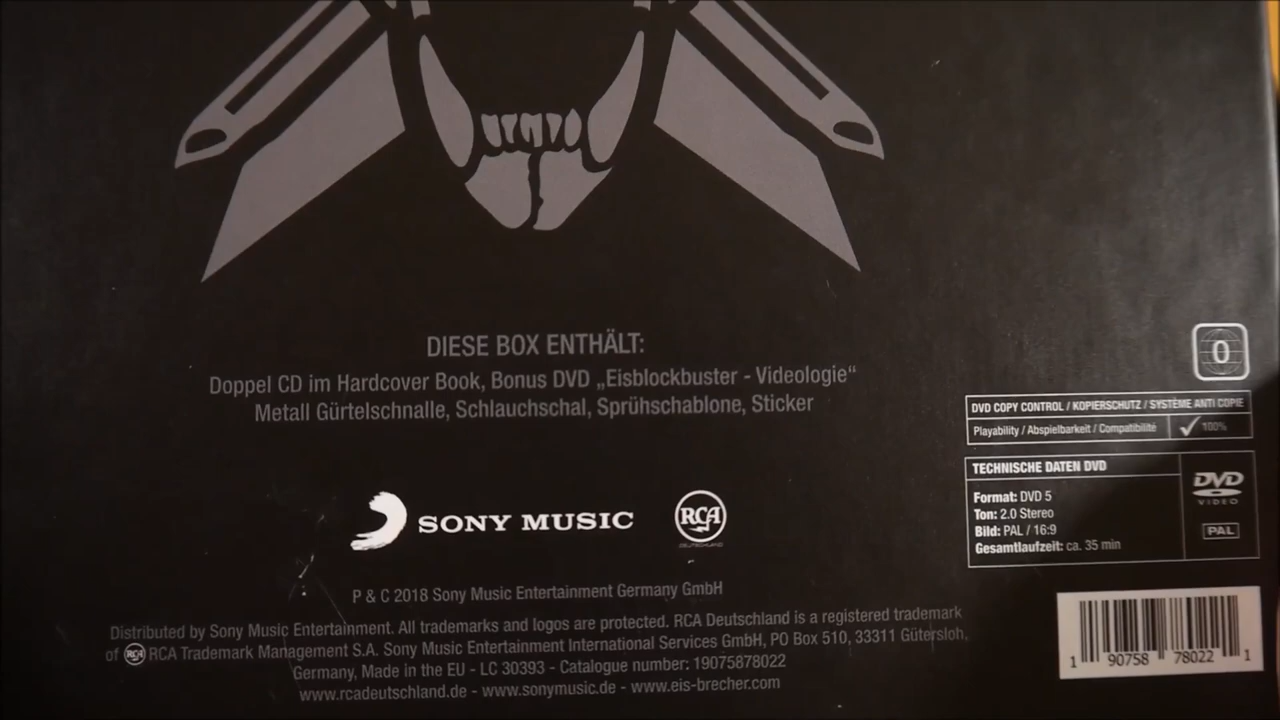 DIESE BOX ENTHÄLT:
Doppel CD im Hardcover Book, Bonus DVD „Eisblockbuster - Videologie“
Metall Gürtelschnalle, Schlauchschal, Sprühschablone, Sticker
SONY MUSIC
RCA
DEUTSCHLAND
P & C 2018 Sony Music Entertainment Germany GmbH
Distributed by Sony Music Entertainment. All trademarks and logos are protected. RCA Deutschland is a registered trademark
of RCA RCA Trademark Management S.A. Sony Music Entertainment International Services GmbH, PO Box 510, 33311 Gütersloh,
Germany, Made in the EU - LC 30393 - Catalogue number: 19075878022
www.rcadeutschland.de - www.sonymusic.de - www.eis-brecher.com
0
DVD COPY CONTROL / KOPIERSCHUTZ / SYSTÈME ANTI COPIE
Playability / Abspielbarkeit / Compatibilité 100%
TECHNISCHE DATEN DVD
Format: DVD 5
Ton: 2.0 Stereo
Bild: PAL / 16:9
Gesamtlaufzeit: ca. 35 min
DVD
VIDEO
PAL
1 90758 78022 1